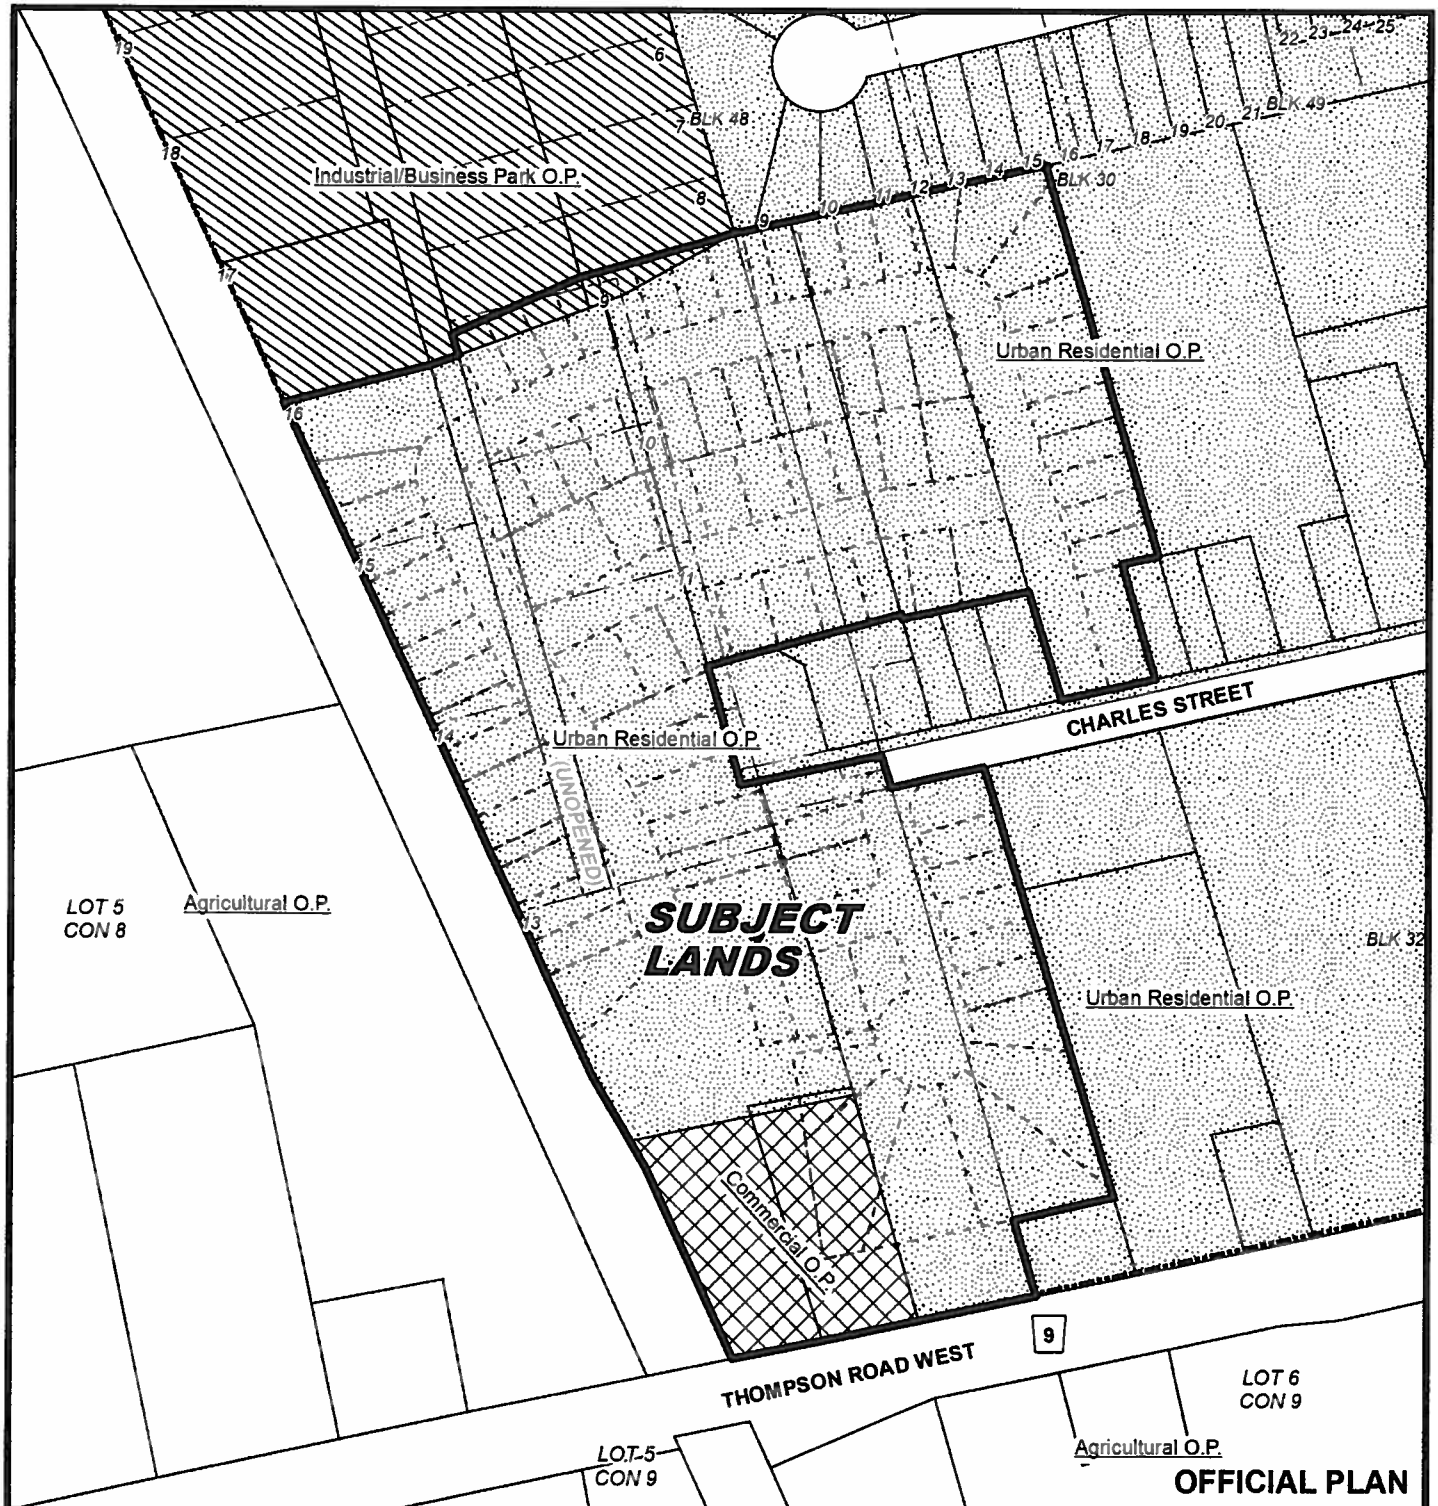 22 23 24 25
19
6
BLK 49
21
20
19
18
17
16
7 BLK 48
18
15
14
13
12
11
10
9
BLK 30
Industrial/Business Park O.P.
8
17
9
Urban Residential O.P.
16
10
15
11
CHARLES STREET
14
Urban Residential O.P.
(UNOPENED)
LOT 5
CON 8
Agricultural O.P.
13
SUBJECT
LANDS
BLK 32
Urban Residential O.P.
Commercial O.P.
9
THOMPSON ROAD WEST
LOT 6
CON 9
LOT 5
CON 9
Agricultural O.P.
OFFICIAL PLAN